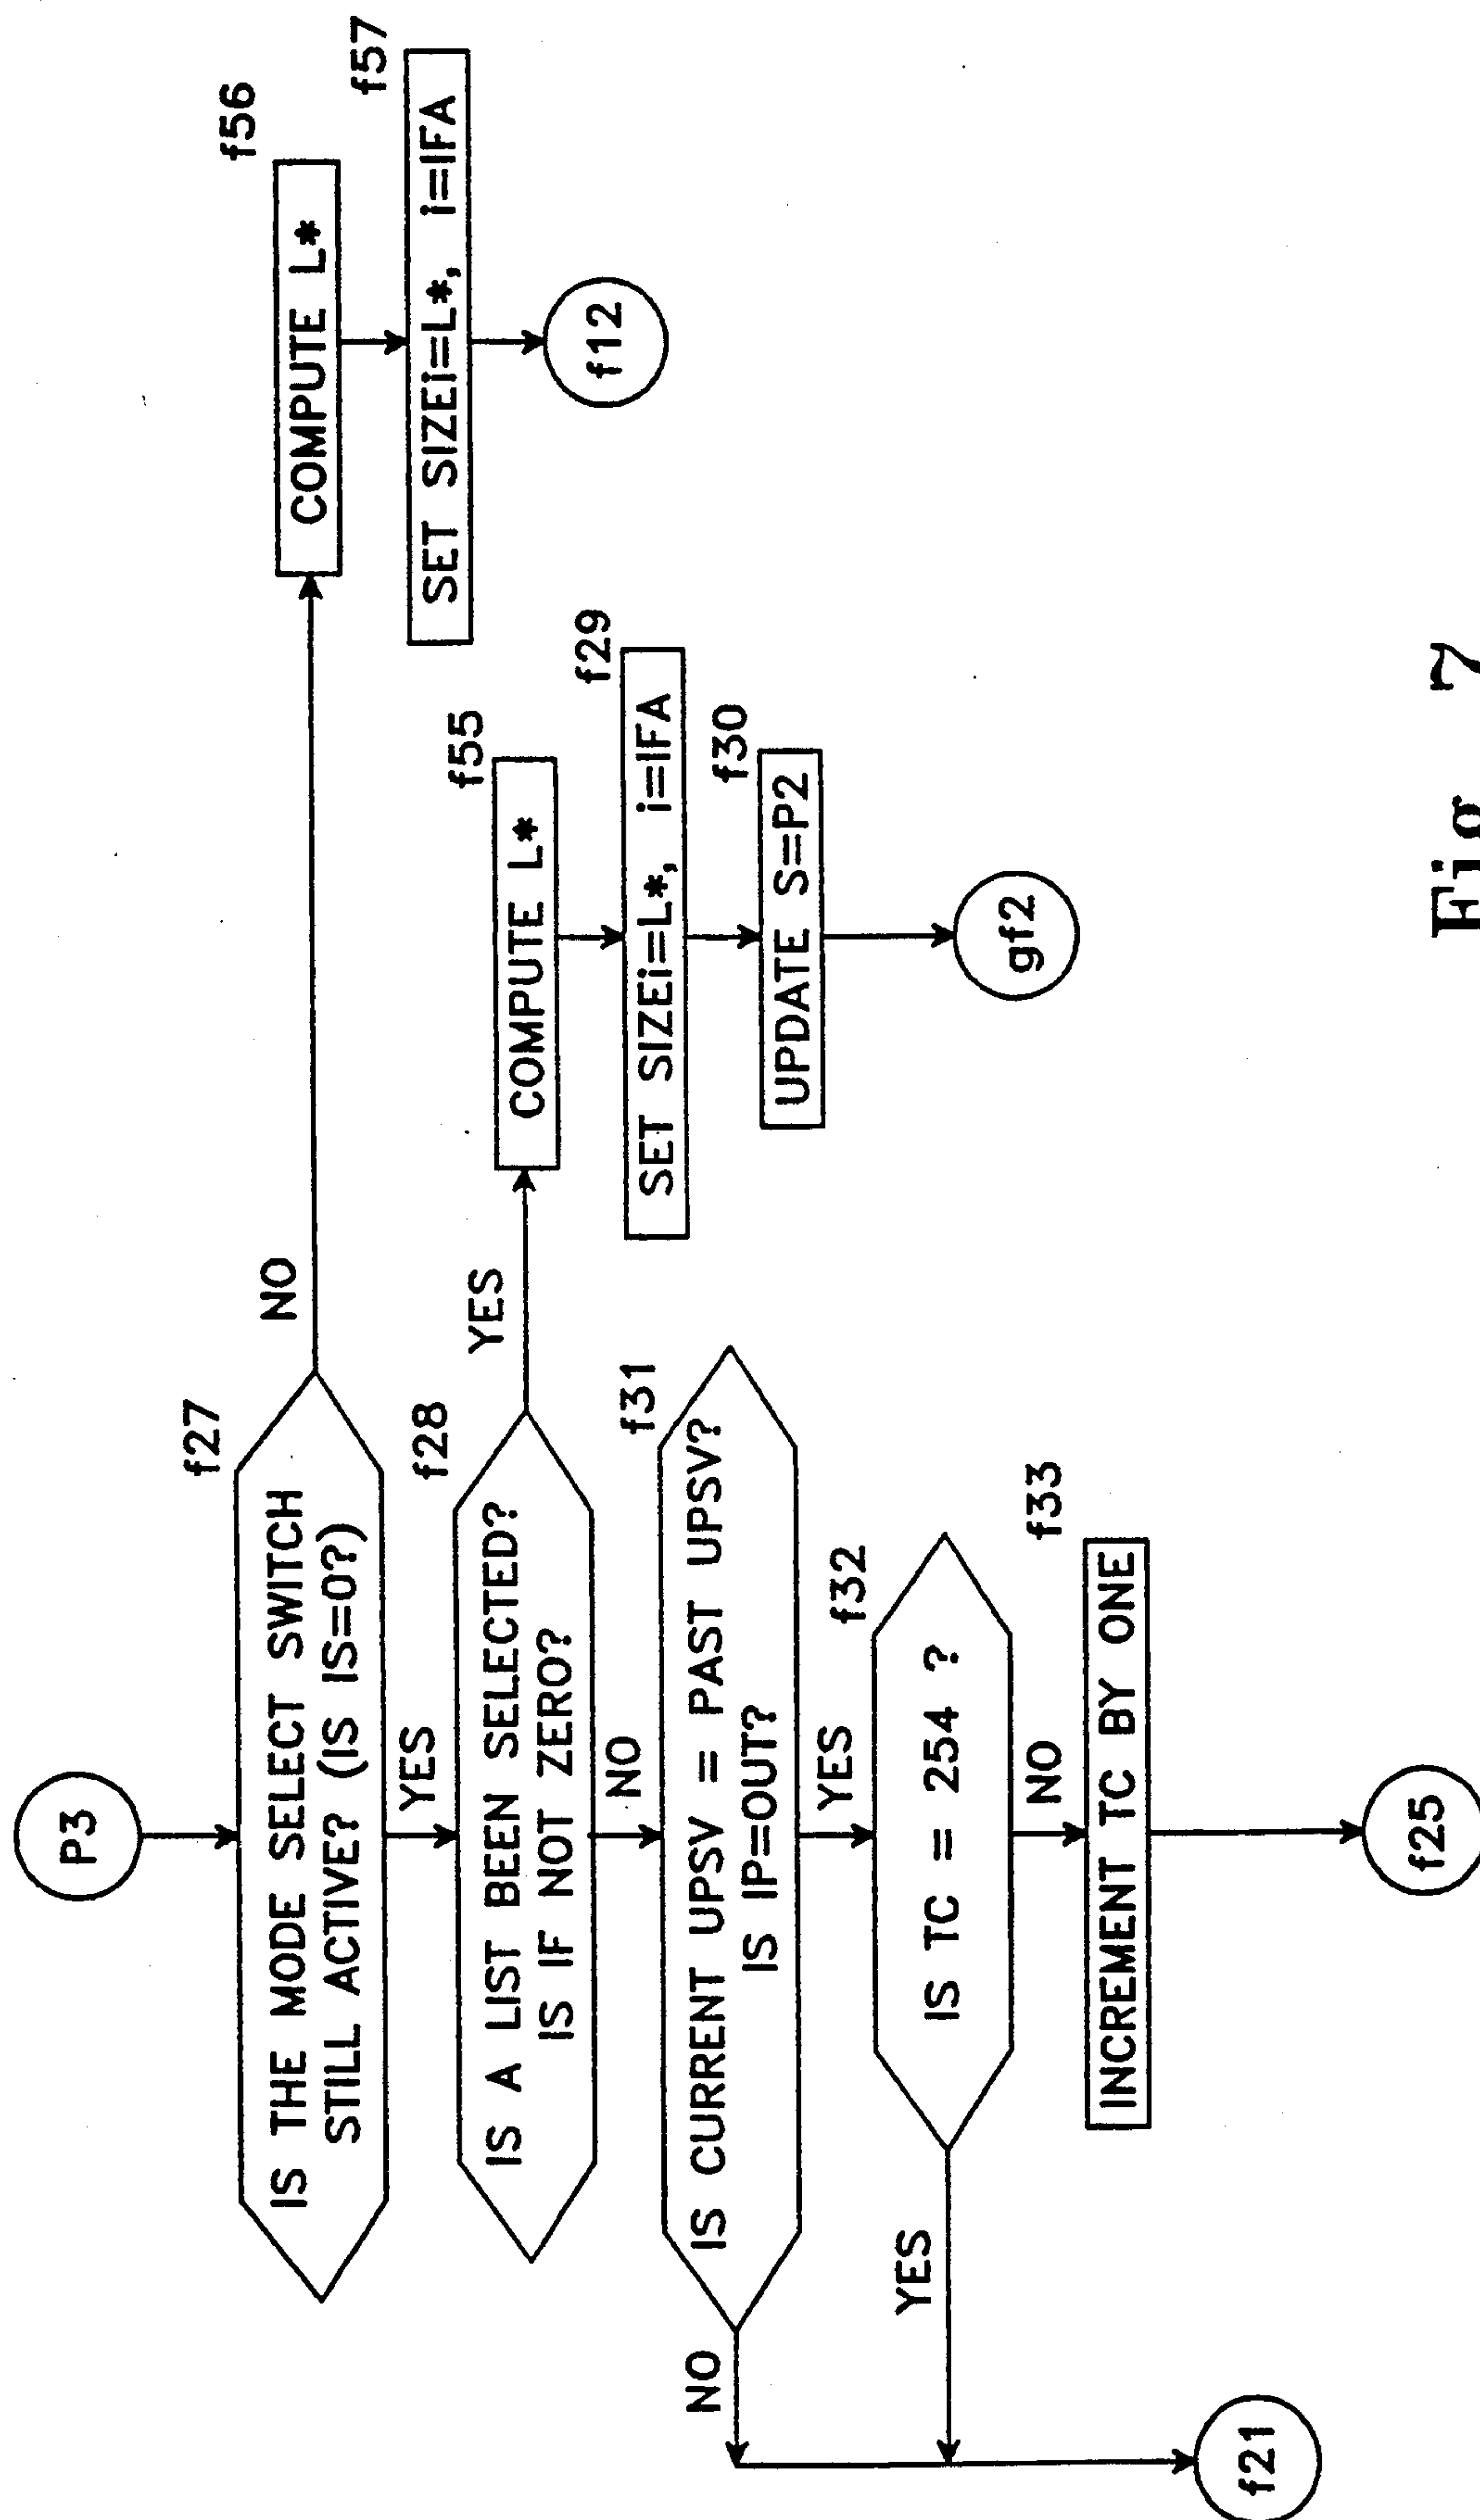 P3
f27
IS THE MODE SELECT SWITCH
STILL ACTIVE? (IS IS=0?)
NO
f56
COMPUTE L*
f57
SET SIZEi=L*, i=IFA
f12
YES
f28
IS A LIST BEEN SELECTED?
IS IF NOT ZERO?
YES
f55
COMPUTE L*
f29
SET SIZEi=L*, i=IFA
f30
UPDATE S=P2
gf2
NO
f31
IS CURRENT UPSV = PAST UPSV?
IS IP=OUT?
NO
YES
f32
IS TC = 254 ?
YES
NO
f33
INCREMENT TC BY ONE
f21
f25
Fig 7